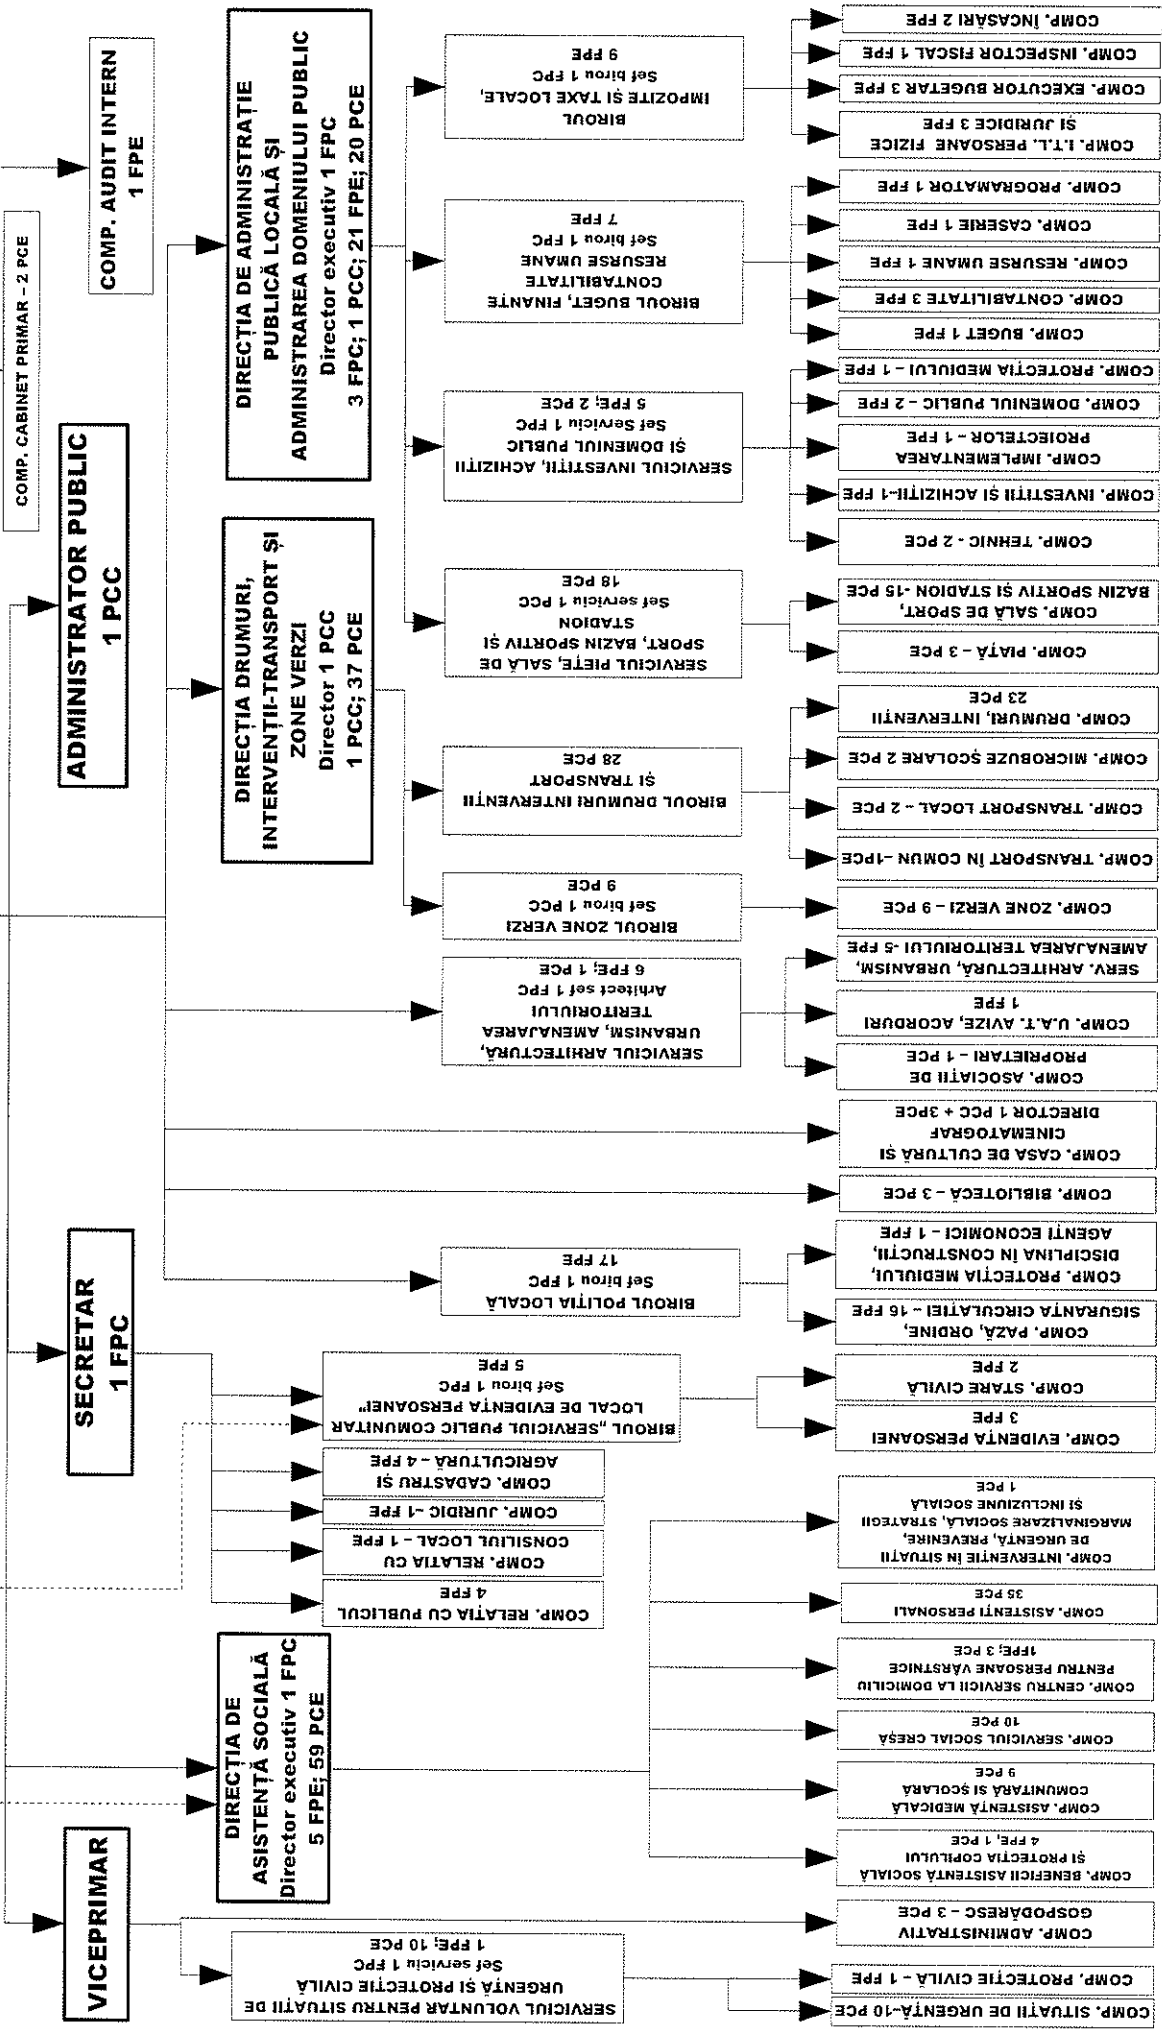 COMP. CABINET PRIMAR – 2 PCE
COMP. AUDIT INTERN
1 FPE
ADMINISTRATOR PUBLIC
1 PCC
SECRETAR
1 FPC
VICEPRIMAR
DIRECȚIA DE ADMINISTRAȚIE
PUBLICĂ LOCALĂ ȘI
ADMINISTRAREA DOMENIULUI PUBLIC
Director executiv 1 FPC
3 FPC; 1 PCC; 21 FPE; 20 PCE
DIRECȚIA DRUMURI,
INTERVENȚII-TRANSPORT ȘI
ZONE VERZI
Director 1 PCC
1 PCC; 37 PCE
DIRECȚIA DE
ASISTENȚĂ SOCIALĂ
Director executiv 1 FPC
5 FPE; 59 PCE
BIROUL
IMPOZITE ȘI TAXE LOCALE,
Sef birou 1 FPC
9 FPE
BIROUL BUGET, FINANȚE
CONTABILITATE
RESURSE UMANE
Sef birou 1 FPC
7 FPE
SERVICIUL INVESTIȚII, ACHIZIȚII
ȘI DOMENIUL PUBLIC
Sef Serviciu 1 FPC
5 FPE; 2 PCE
SERVICIUL PIEȚE, SALĂ DE
SPORT, BAZIN SPORTIV ȘI
STADION
Sef serviciu 1 PCC
18 PCE
BIROUL DRUMURI INTERVENȚII
ȘI TRANSPORT
28 PCE
BIROUL ZONE VERZI
Sef birou 1 PCC
9 PCE
SERVICIUL ARHITECTURĂ,
URBANISM, AMENAJAREA
TERITORIULUI
Arhitect sef 1 FPC
6 FPE; 1 PCE
BIROUL POLIȚIA LOCALĂ
Sef birou 1 FPC
17 FPE
BIROUL „SERVICIUL PUBLIC COMUNITAR
LOCAL DE EVIDENȚA PERSOANEI"
Sef birou 1 FPC
5 FPE
COMP. CADASTRU ȘI
AGRICULTURĂ – 4 FPE
COMP. JURIDIC -1 FPE
COMP. RELATIA CU
CONSILIUL LOCAL – 1 FPE
COMP. RELAȚIA CU PUBLICUL
4 FPE
SERVICIUL VOLUNTAR PENTRU SITUAȚII DE
URGENȚĂ ȘI PROTECȚIE CIVILĂ
Sef serviciu 1 FPC
1 FPE; 10 PCE
COMP. ÎNCASĂRI 2 FPE
COMP. INSPECTOR FISCAL 1 FPE
COMP. EXECUTOR BUGETAR 3 FPE
COMP. I.T.L. PERSOANE FIZICE
ȘI JURIDICE 3 FPE
COMP. PROGRAMATOR 1 FPE
COMP. CASERIE 1 FPE
COMP. RESURSE UMANE 1 FPE
COMP. CONTABILITATE 3 FPE
COMP. BUGET 1 FPE
COMP. PROTECȚIA MEDIULUI – 1 FPE
COMP. DOMENIUL PUBLIC – 2 FPE
COMP. IMPLEMENTAREA
PROIECTELOR – 1 FPE
COMP. INVESTIȚII ȘI ACHIZIȚII-1 FPE
COMP. TEHNIC - 2 PCE
COMP. SALĂ DE SPORT,
BAZIN SPORTIV ȘI STADION -15 PCE
COMP. PIAȚĂ – 3 PCE
COMP. DRUMURI, INTERVENȚII
23 PCE
COMP. MICROBUZE ȘCOLARE 2 PCE
COMP. TRANSPORT LOCAL – 2 PCE
COMP. TRANSPORT ÎN COMUN -1PCE
COMP. ZONE VERZI – 9 PCE
SERV. ARHITECTURĂ, URBANISM,
AMENAJAREA TERITORIULUI -5 FPE
COMP. U.A.T. AVIZE, ACORDURI
1 FPE
COMP. ASOCIAȚII DE
PROPRIETARI – 1 PCE
COMP. CASA DE CULTURĂ ȘI
CINEMATOGRAF
DIRECTOR 1 PCC + 3PCE
COMP. BIBLIOTECĂ – 3 PCE
COMP. PROTECȚIA MEDIULUI,
DISCIPLINA ÎN CONSTRUCȚII,
AGENȚI ECONOMICI – 1 FPE
COMP. PAZĂ, ORDINE,
SIGURANȚA CIRCULAȚIEI – 16 FPE
COMP. STARE CIVILĂ
2 FPE
COMP. EVIDENȚA PERSOANEI
3 FPE
COMP. INTERVENȚIE ÎN SITUAȚII
DE URGENȚĂ, PREVENIRE,
MARGINALIZARE SOCIALĂ, STRATEGII
ȘI INCLUZIUNE SOCIALĂ
1 PCE
COMP. ASISTENȚI PERSONALI
35 PCE
COMP. CENTRU SERVICII LA DOMICILIU
PENTRU PERSOANE VÂRSTNICE
1FPE; 3 PCE
COMP. SERVICIUL SOCIAL CREȘĂ
10 PCE
COMP. ASISTENȚĂ MEDICALĂ
COMUNITARĂ SI ȘCOLARĂ
9 PCE
COMP. BENEFICII ASISTENȚĂ SOCIALĂ
ȘI PROTECȚIA COPILULUI
4 FPE, 1 PCE
COMP. ADMINISTRATIV
GOSPODĂRESC – 3 PCE
COMP. PROTECȚIE CIVILĂ – 1 FPE
COMP. SITUAȚII DE URGENȚĂ-10 PCE